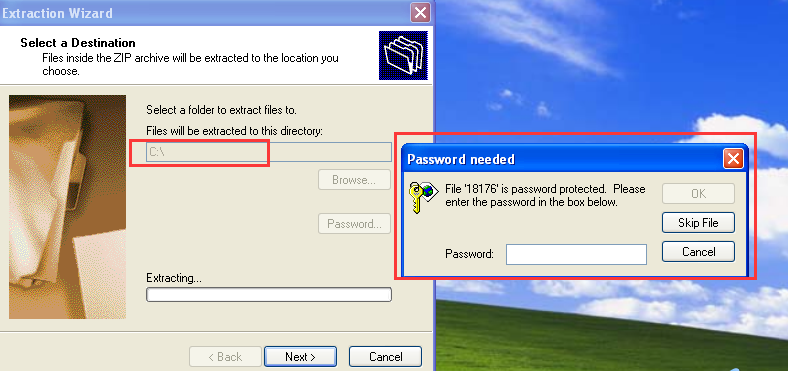 Extraction Wizard
Select a Destination
Files inside the ZIP archive will be extracted to the location you
choose.
Select a folder to extract files to.
Files will be extracted to this directory:
C:\
Browse...
Password...
Extracting...
< Back
Next >
Cancel
Password needed
File '18176' is password protected. Please
enter the password in the box below.
OK
Skip File
Cancel
Password: